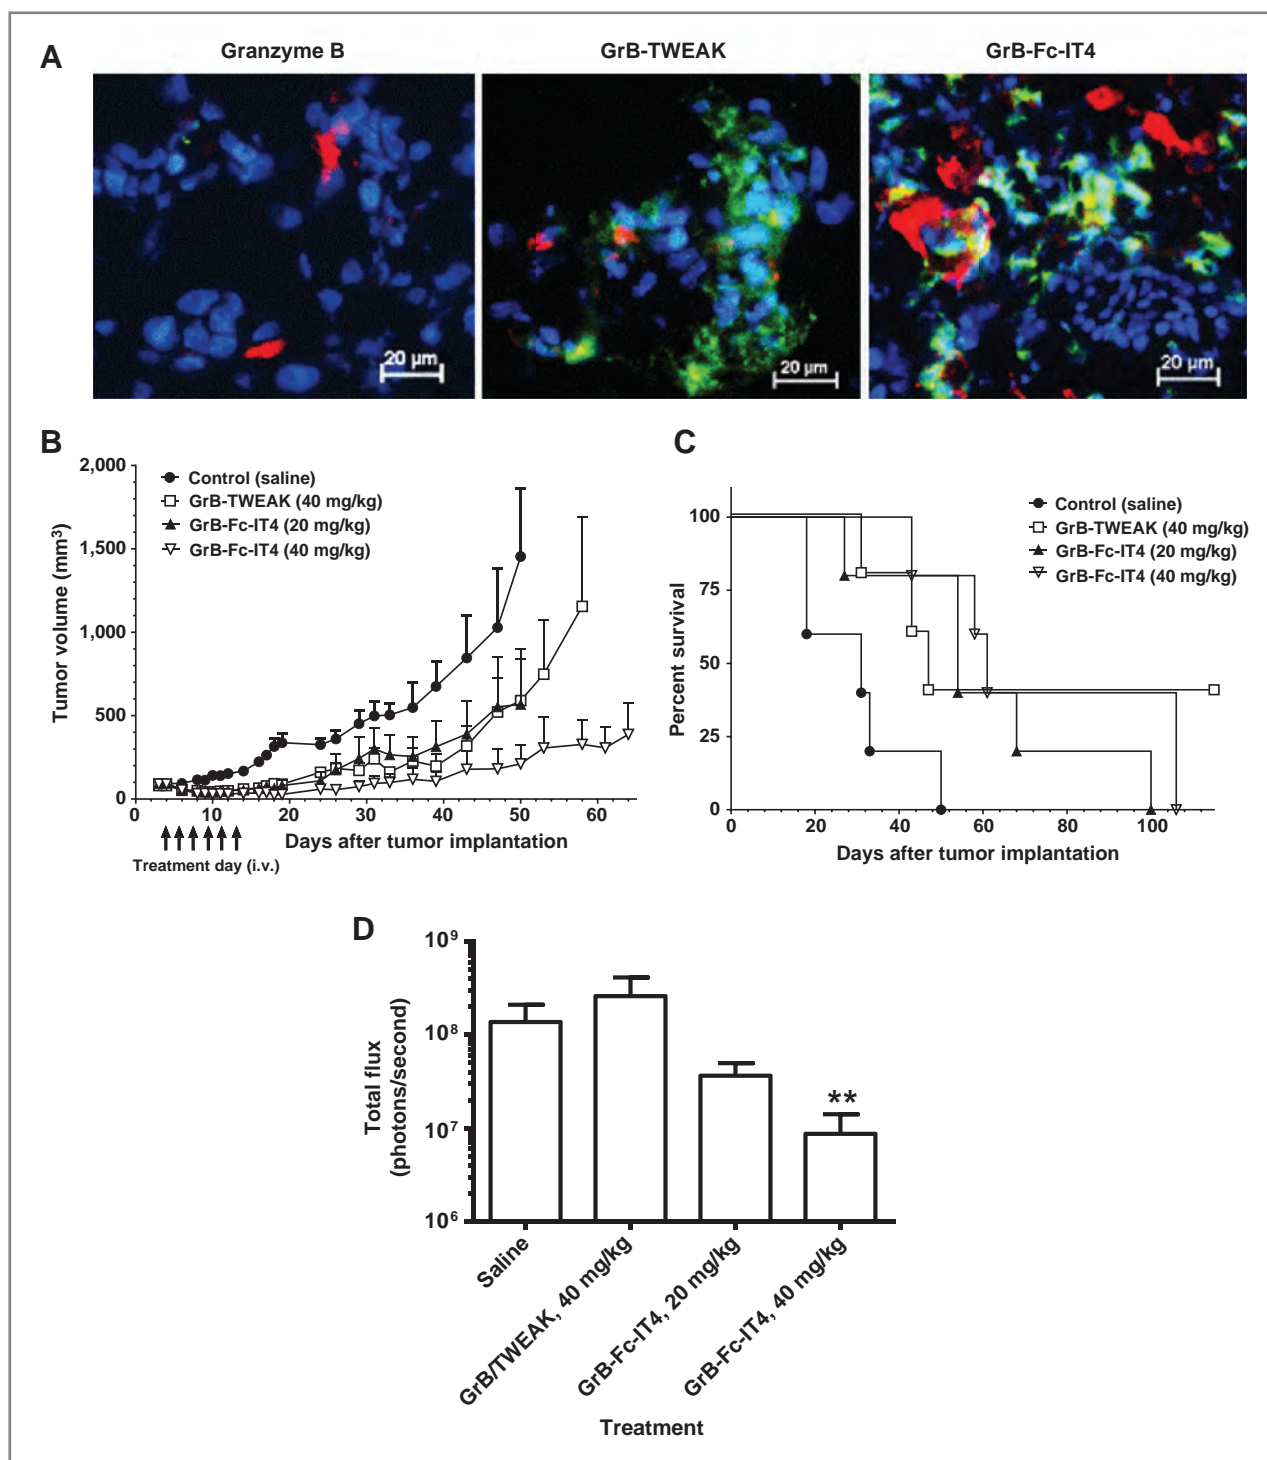 A
Granzyme B
GrB-TWEAK
GrB-Fc-IT4
20 µm
20 µm
20 µm
B
2,000
1,500
1,000
500
0
Tumor volume (mm³)
Control (saline)
GrB-TWEAK (40 mg/kg)
GrB-Fc-IT4 (20 mg/kg)
GrB-Fc-IT4 (40 mg/kg)
0 10 20 30 40 50 60
Days after tumor implantation
Treatment day (i.v.)
C
100
75
50
25
0
Percent survival
Control (saline)
GrB-TWEAK (40 mg/kg)
GrB-Fc-IT4 (20 mg/kg)
GrB-Fc-IT4 (40 mg/kg)
0 20 40 60 80 100
Days after tumor implantation
D
10⁹
10⁸
10⁷
10⁶
Total flux
(photons/second)
**
Saline
GrB/TWEAK, 40 mg/kg
GrB-Fc-IT4, 20 mg/kg
GrB-Fc-IT4, 40 mg/kg
Treatment